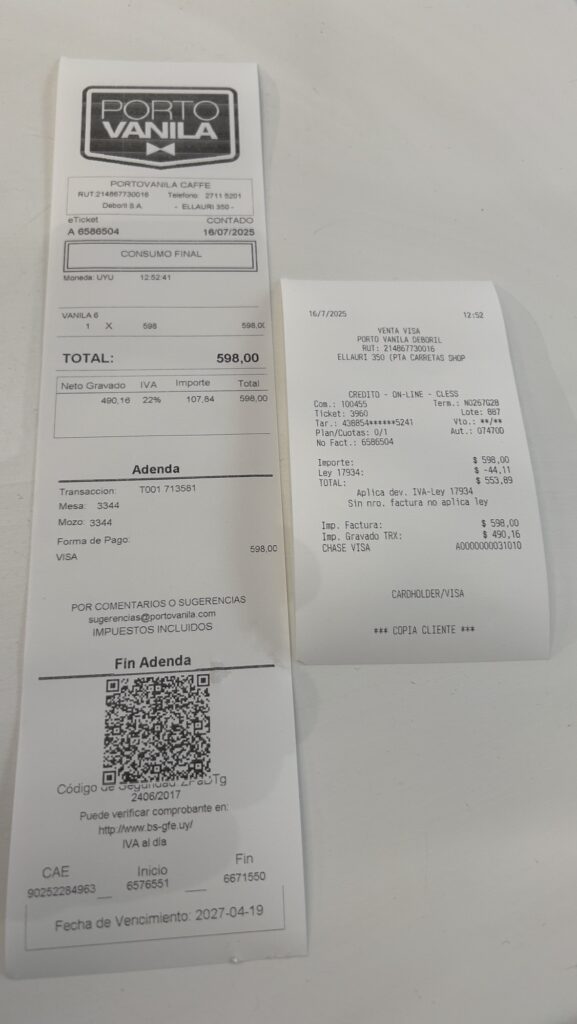 PORTO
VANILA
PORTOVANILA CAFFE
RUT:214867730016 Telefono: 2711 5201
Deboril S.A. - ELLAURI 350 -
eTicket CONTADO
A 6586504 16/07/2025
CONSUMO FINAL
Moneda: UYU 12:52:41
VANILA 6
1 X 598 598,00
TOTAL: 598,00
Neto Gravado IVA Importe Total
490,16 22% 107,84 598,00
Adenda
Transaccion: T001 713581
Mesa: 3344
Mozo: 3344
Forma de Pago:
VISA 598,00
POR COMENTARIOS O SUGERENCIAS
sugerencias@portovanila.com
IMPUESTOS INCLUIDOS
Fin Adenda
Código de Seguridad
2406/2017
Puede verificar comprobante en:
http://www.bs-gfe.uy/
IVA al día
CAE Inicio Fin
90252284963 __ 6576551 __ 6671550
Fecha de Vencimiento: 2027-04-19
16/7/2025 12:52
VENTA VISA
PORTO VANILA DEBORIL
RUT: 214867730016
ELLAURI 350 (PTA CARRETAS SHOP
CREDITO - ON-LINE - CLESS
Com.: 100455 Term.: N0267G28
Ticket: 3960 Lote: 887
Tar.: 438854******5241 Vto.: **/**
Plan/Cuotas: 0/1 Aut.: 074700
No Fact.: 6586504
Importe: $ 598,00
Ley 17934: $ -44,11
TOTAL: $ 553,89
Aplica dev. IVA-Ley 17934
Sin nro. factura no aplica ley
Imp. Factura: $ 598,00
Imp. Gravado TRX: $ 490,16
CHASE VISA A0000000031010
CARDHOLDER/VISA
*** COPIA CLIENTE ***